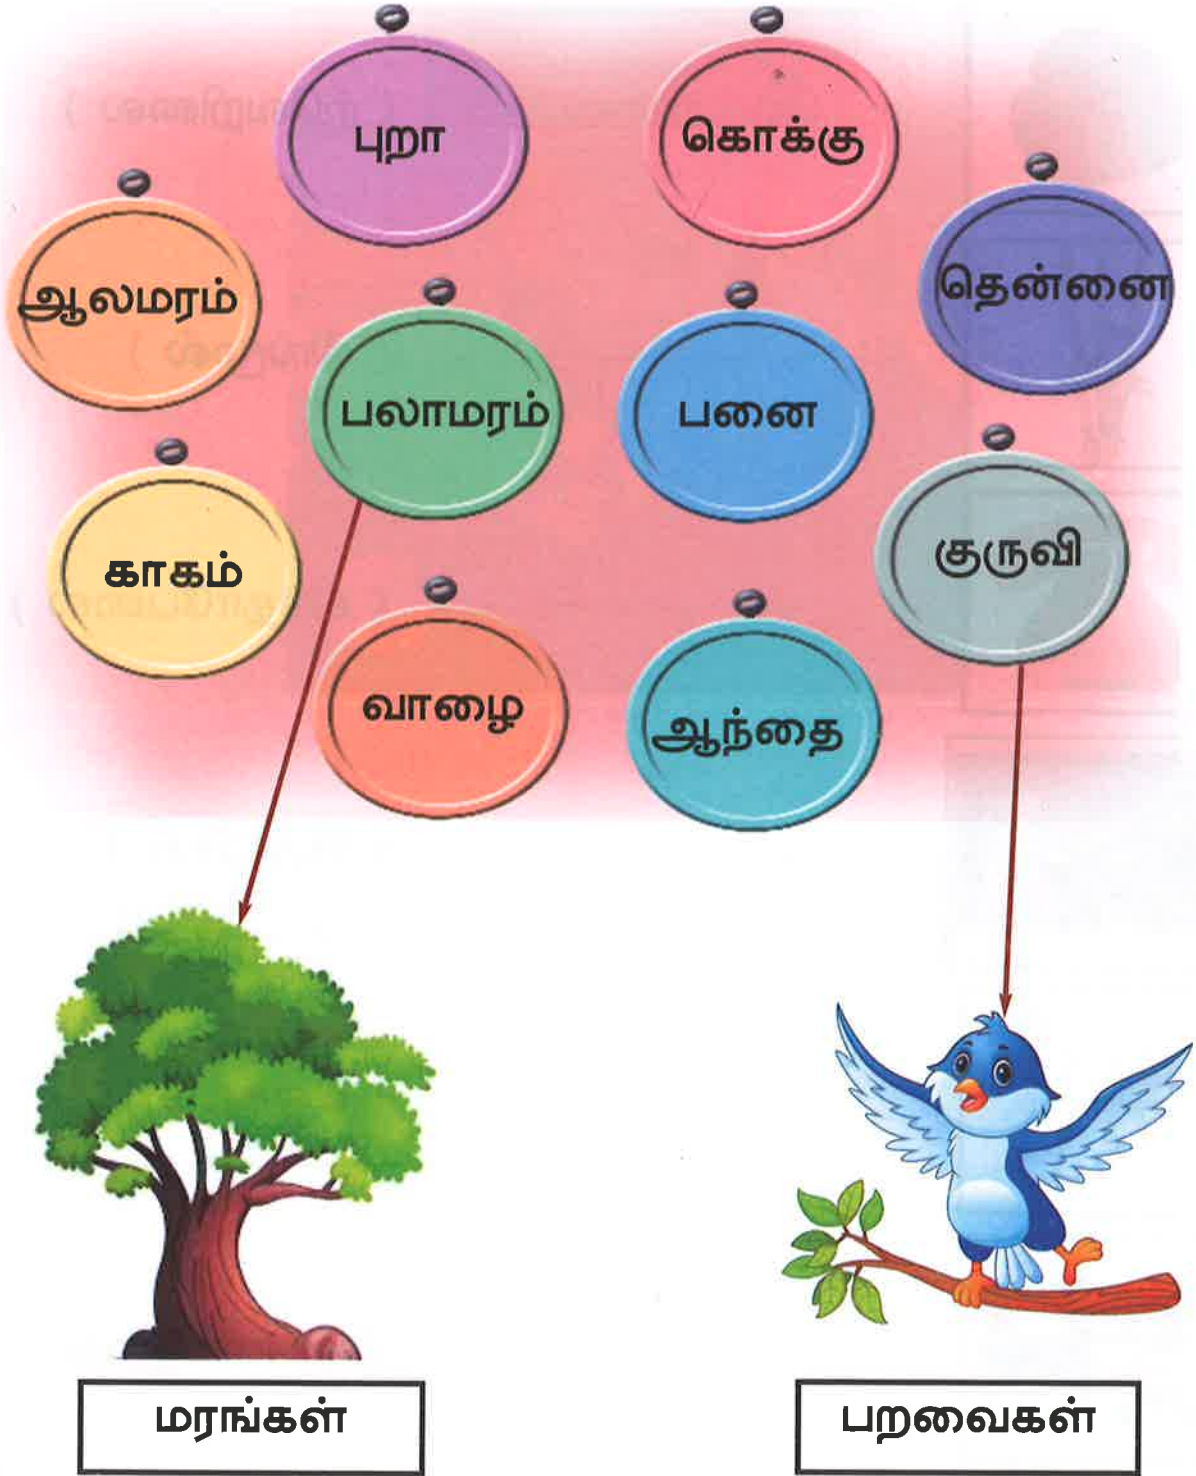 புறா
கொக்கு
ஆலமரம்
தென்னை
பலாமரம்
பனை
காகம்
குருவி
வாழை
ஆந்தை
மரங்கள்
பறவைகள்